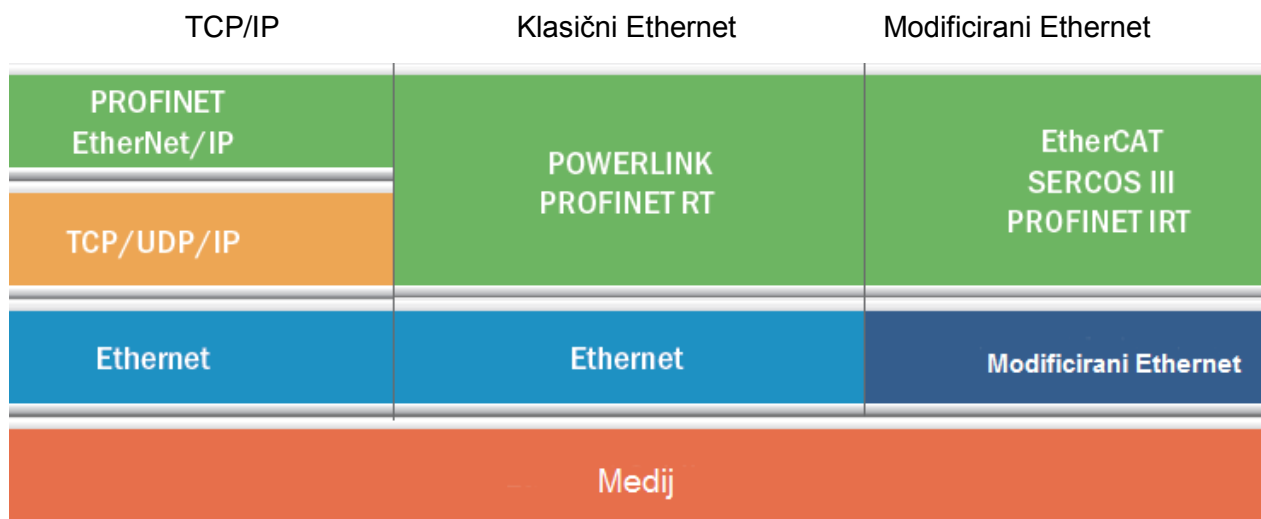 TCP/IP
Klasični Ethernet
Modificirani Ethernet
PROFINET
EtherNet/IP
TCP/UDP/IP
Ethernet
POWERLINK
PROFINET RT
Ethernet
EtherCAT
SERCOS III
PROFINET IRT
Modificirani Ethernet
Medij